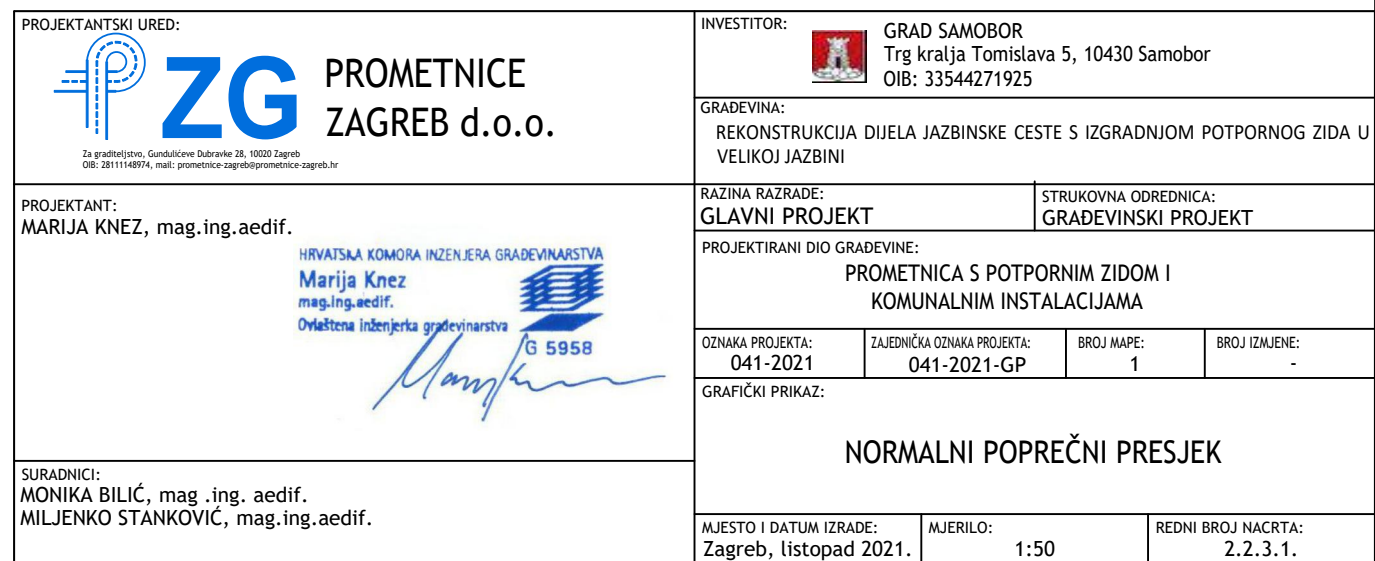 PROJEKTANTSKI URED:
ZG
PROMETNICE
ZAGREB d.o.o.
Za graditeljstvo, Gundulićeve Dubravke 28, 10020 Zagreb
OIB: 28111148974, mail: prometnice-zagreb@prometnice-zagreb.hr
PROJEKTANT:
MARIJA KNEZ, mag.ing.aedif.
HRVATSKA KOMORA INŽENJERA GRAĐEVINARSTVA
Marija Knez
mag.ing.aedif.
Ovlaštena inženjerka građevinarstva
G 5958
SURADNICI:
MONIKA BILIĆ, mag .ing. aedif.
MILJENKO STANKOVIĆ, mag.ing.aedif.
INVESTITOR:
GRAD SAMOBOR
Trg kralja Tomislava 5, 10430 Samobor
OIB: 33544271925
GRAĐEVINA:
REKONSTRUKCIJA DIJELA JAZBINSKE CESTE S IZGRADNJOM POTPORNOG ZIDA U
VELIKOJ JAZBINI
RAZINA RAZRADE:
GLAVNI PROJEKT
STRUKOVNA ODREDNICA:
GRAĐEVINSKI PROJEKT
PROJEKTIRANI DIO GRAĐEVINE:
PROMETNICA S POTPORNIM ZIDOM I
KOMUNALNIM INSTALACIJAMA
OZNAKA PROJEKTA:
041-2021
ZAJEDNIČKA OZNAKA PROJEKTA:
041-2021-GP
BROJ MAPE:
1
BROJ IZMJENE:
-
GRAFIČKI PRIKAZ:
NORMALNI POPREČNI PRESJEK
MJESTO I DATUM IZRADE:
Zagreb, listopad 2021.
MJERILO:
1:50
REDNI BROJ NACRTA:
2.2.3.1.